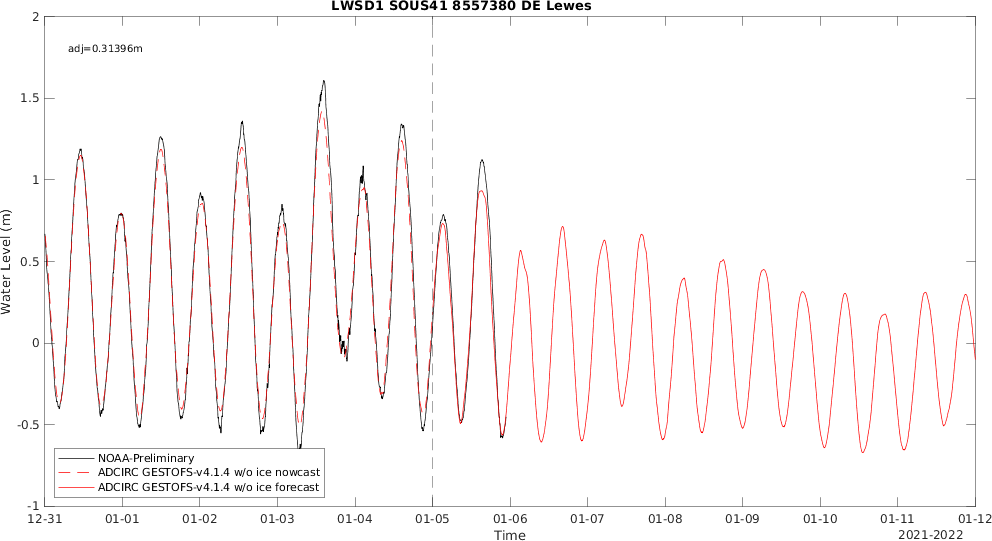 LWSD1 SOUS41 8557380 DE Lewes
adj=0.31396m
2
1.5
1
0.5
0
-0.5
-1
Water Level (m)
NOAA-Preliminary
ADCIRC GESTOFS-v4.1.4 w/o ice nowcast
ADCIRC GESTOFS-v4.1.4 w/o ice forecast
12-31 01-01 01-02 01-03 01-04 01-05 01-06 01-07 01-08 01-09 01-10 01-11 01-12
Time
2021-2022